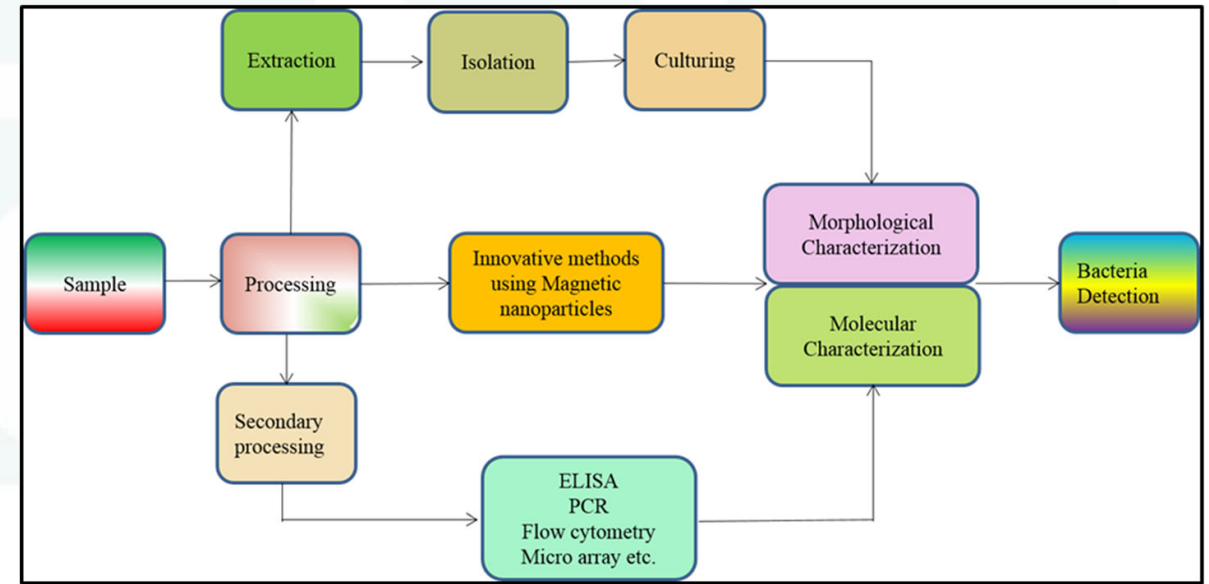 Extraction
Isolation
Culturing
Morphological
Characterization
Sample
Processing
Innovative methods
using Magnetic
nanoparticles
Bacteria
Detection
Molecular
Characterization
Secondary
processing
ELISA
PCR
Flow cytometry
Micro array etc.